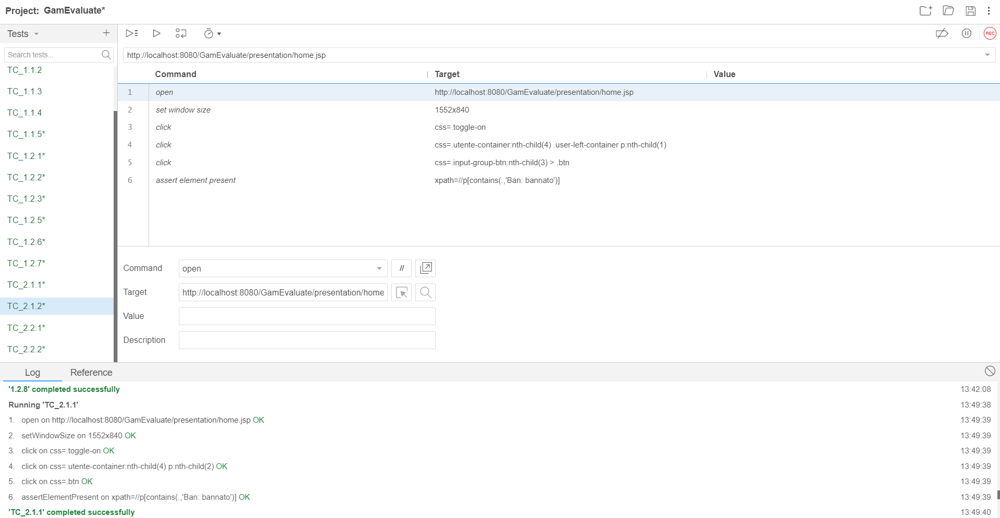 Project: GamEvaluate*
Tests
Search tests...
TC_1.1.2
TC_1.1.3
TC_1.1.4
TC_1.1.5*
TC_1.2.1*
TC_1.2.2*
TC_1.2.3*
TC_1.2.5*
TC_1.2.6*
TC_1.2.7*
TC_2.1.1*
TC_2.1.2*
TC_2.2.1*
TC_2.2.2*
REC
http://localhost:8080/GamEvaluate/presentation/home.jsp
Command Target Value
1 open http://localhost:8080/GamEvaluate/presentation/home.jsp
2 set window size 1552x840
3 click css=.toggle-on
4 click css=.utente-container:nth-child(4) .user-left-container p:nth-child(1)
5 click css=.input-group-btn:nth-child(3) > .btn
6 assert element present xpath=//p[contains(.,'Ban: bannato')]
Command open //
Target http://localhost:8080/GamEvaluate/presentation/home
Value
Description
Log Reference
'1.2.8' completed successfully 13:42:08
Running 'TC_2.1.1' 13:49:38
1. open on http://localhost:8080/GamEvaluate/presentation/home.jsp OK 13:49:39
2. setWindowSize on 1552x840 OK 13:49:39
3. click on css=.toggle-on OK 13:49:39
4. click on css=.utente-container:nth-child(4) p:nth-child(2) OK 13:49:39
5. click on css=.btn OK 13:49:39
6. assertElementPresent on xpath=//p[contains(.,'Ban: bannato')] OK 13:49:39
'TC_2.1.1' completed successfully 13:49:40